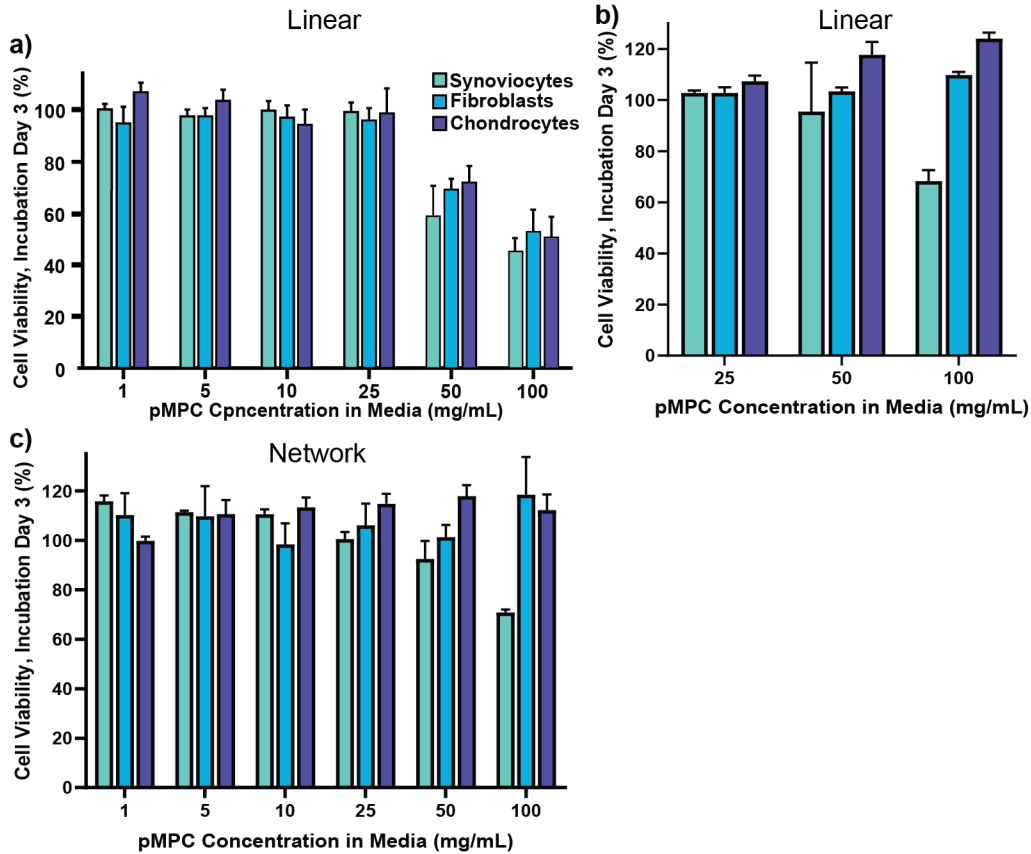 Linear
a)
Cell Viability, Incubation Day 3 (%)
100
80
60
40
20
0
Synoviocytes
Fibroblasts
Chondrocytes
1 5 10 25 50 100
pMPC Cpncentration in Media (mg/mL)
b)
Linear
Cell Viability, Incubation Day 3 (%)
120
100
80
60
40
20
0
25 50 100
pMPC Concentration in Media (mg/mL)
c)
Network
Cell Viability, Incubation Day 3 (%)
120
100
80
60
40
20
0
1 5 10 25 50 100
pMPC Concentration in Media (mg/mL)